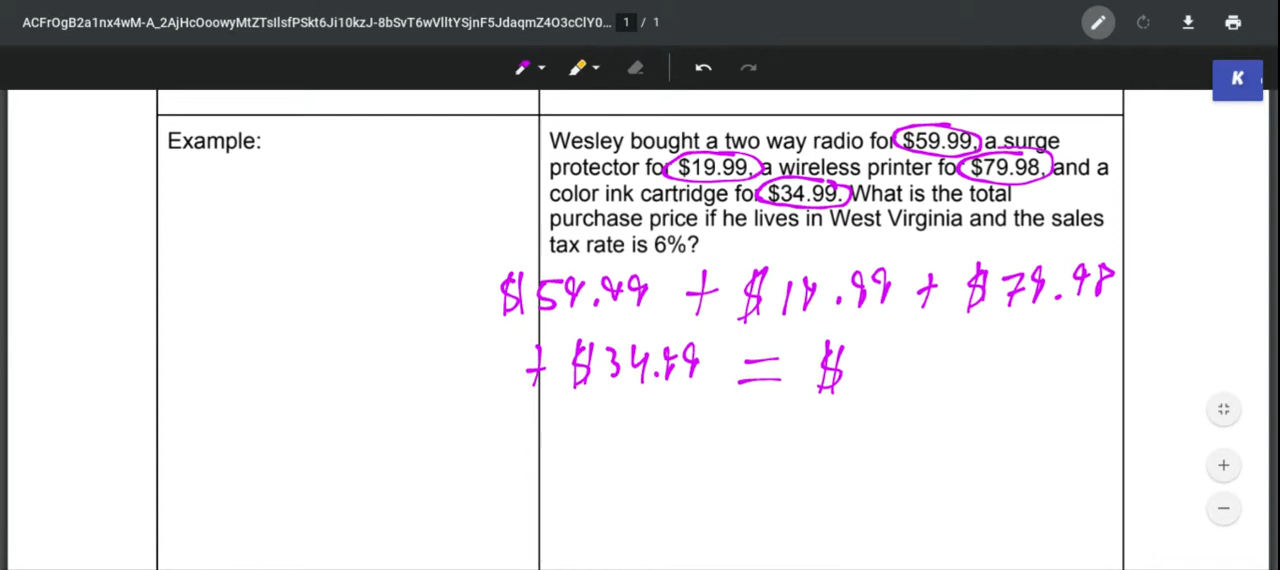 ACFrOgB2a1nx4wM-A_2AjHcOoowyMtZTsIlsfPSkt6Ji10kzJ-8bSvT6wVlltYSjnF5JdaqmZ4O3cClY0... 1 / 1
K
Example:
Wesley bought a two way radio for $59.99, a surge
protector for $19.99, a wireless printer for $79.98, and a
color ink cartridge for $34.99. What is the total
purchase price if he lives in West Virginia and the sales
tax rate is 6%?
$59.99 + $19.99 + $79.98
+ $34.99 = $